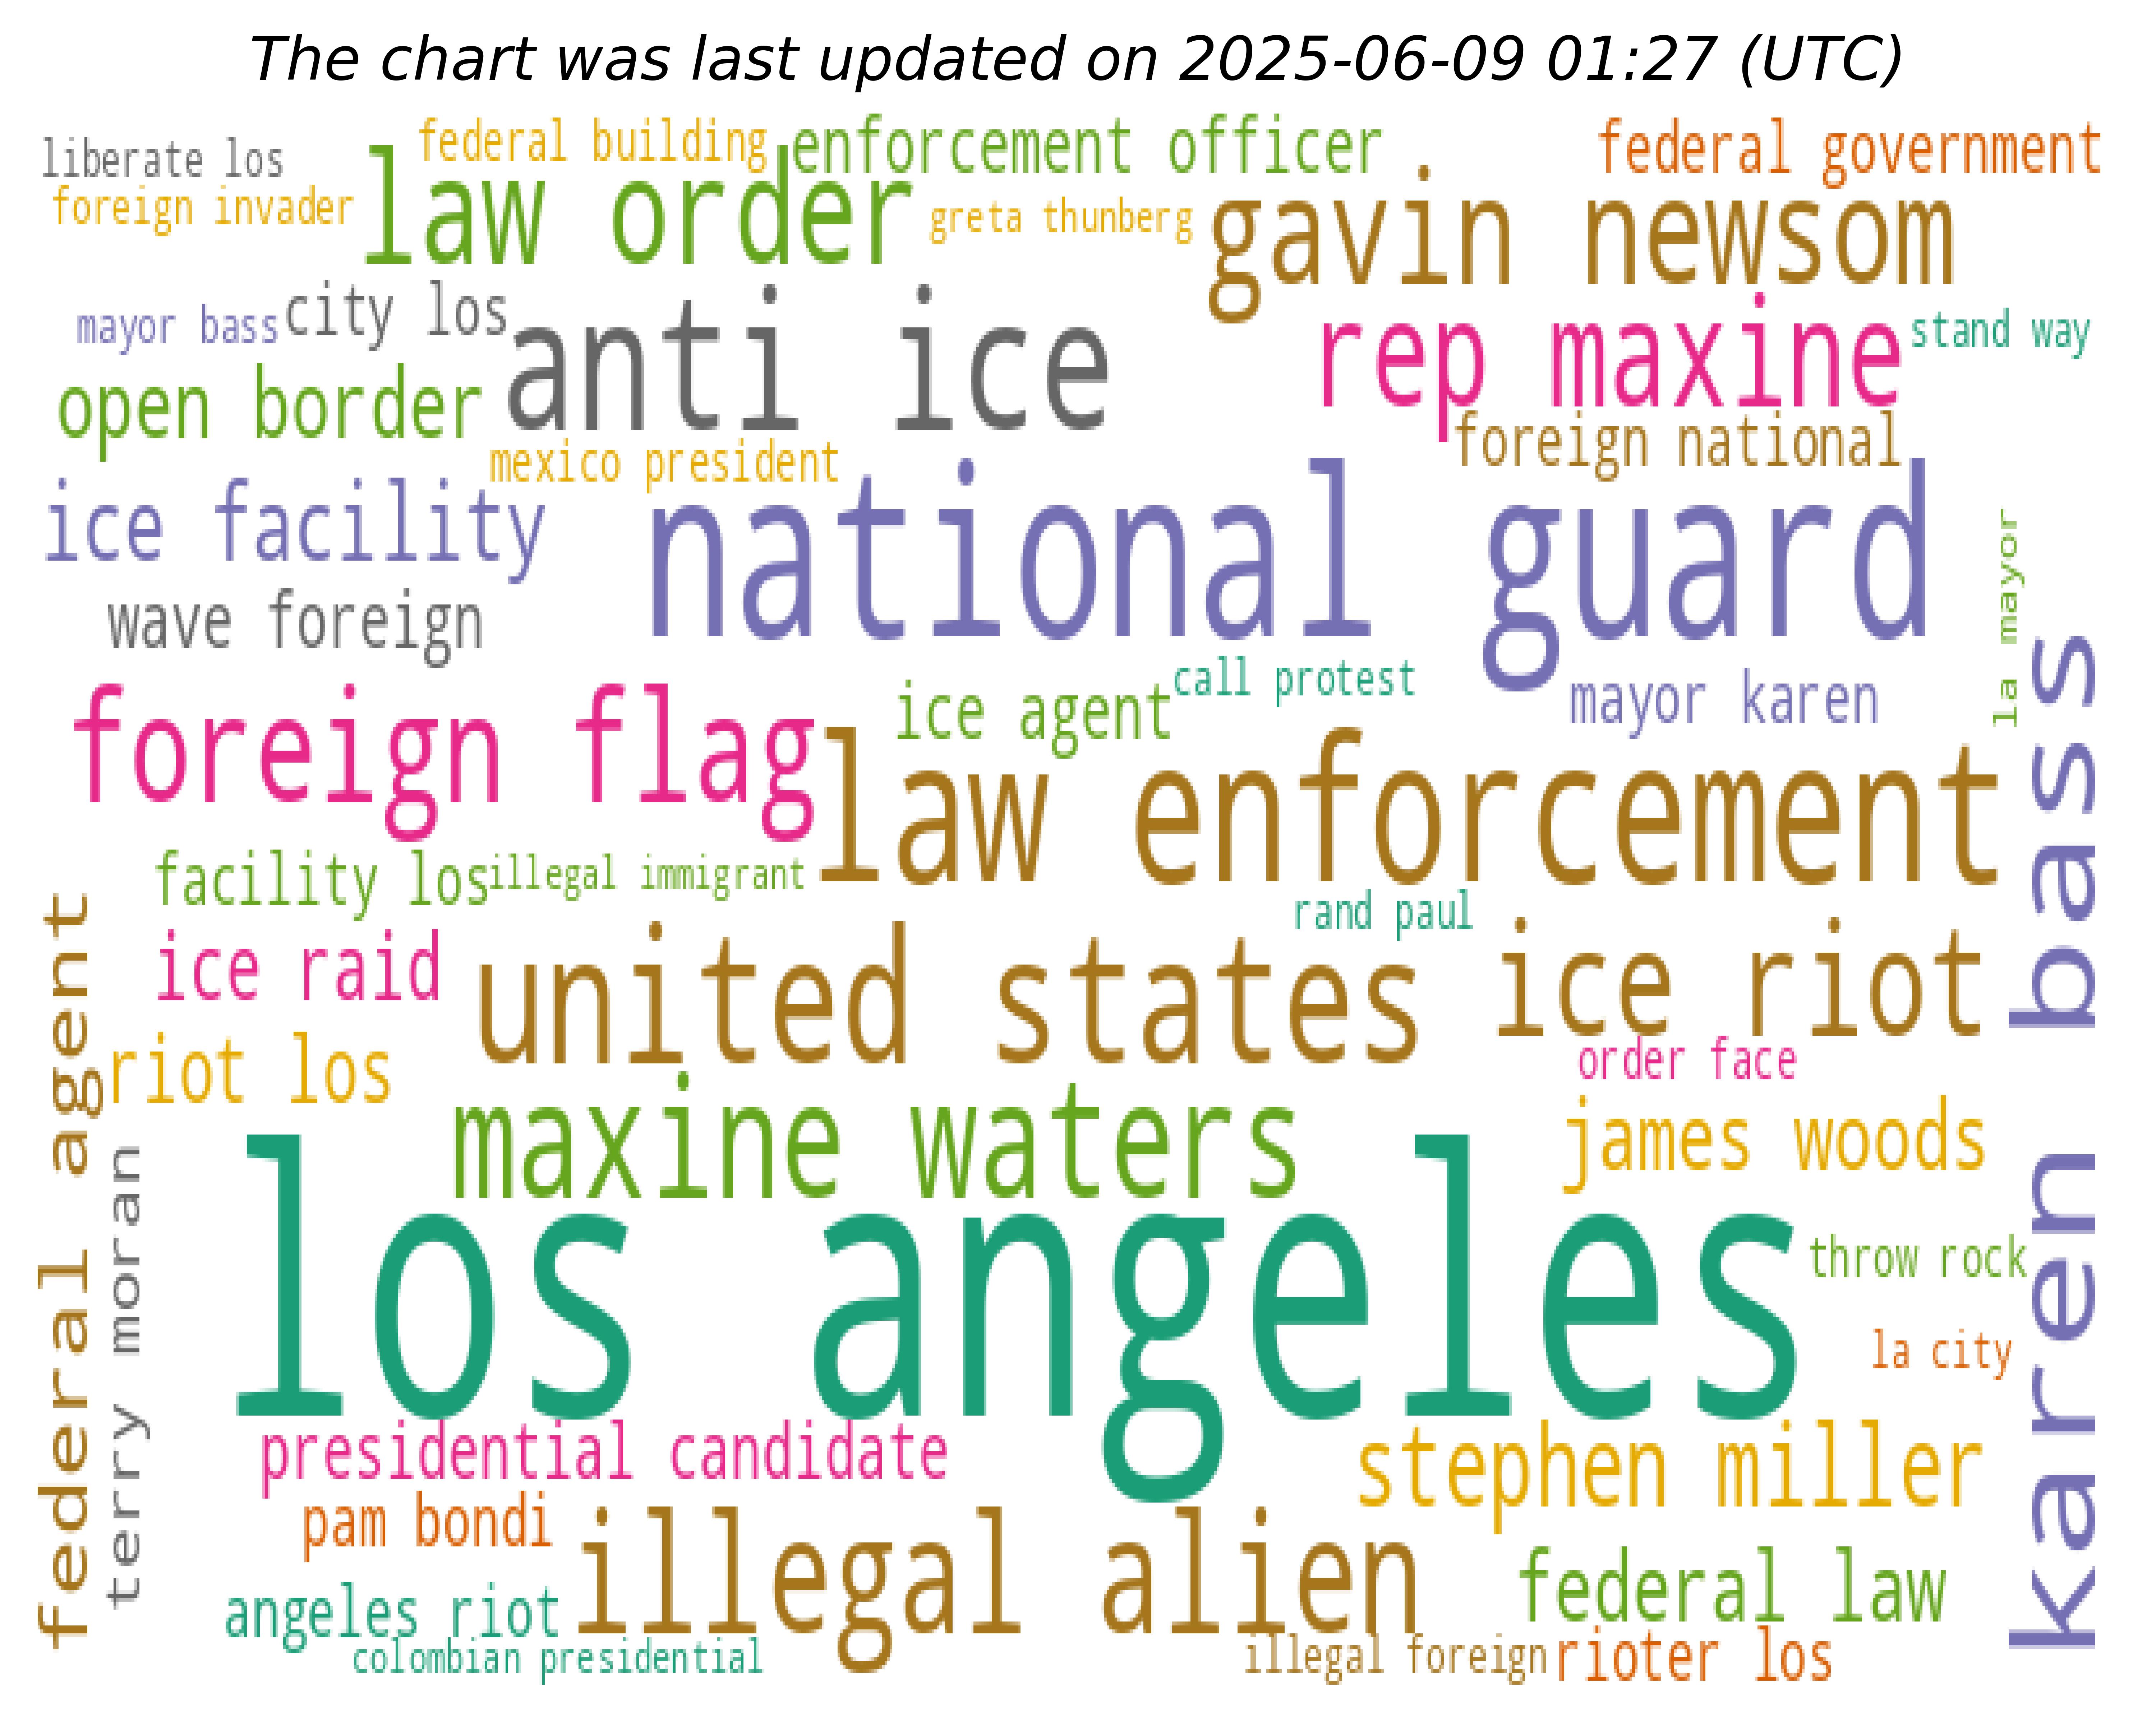 The chart was last updated on 2025-06-09 01:27 (UTC)
liberate los
federal building
enforcement officer
federal government
foreign invader
law order
greta thunberg
gavin newsom
mayor bass
city los
anti ice
rep maxine
stand way
open border
mexico president
foreign national
ice facility
national guard
la mayor
wave foreign
foreign flag
ice agent
call protest
mayor karen
law enforcement
karen bass
facility los
illegal immigrant
rand paul
federal agent
ice raid
united states
ice riot
riot los
order face
maxine waters
james woods
terry moran
los angeles
throw rock
la city
presidential candidate
stephen miller
pam bondi
illegal alien
federal law
angeles riot
colombian presidential
illegal foreign
rioter los